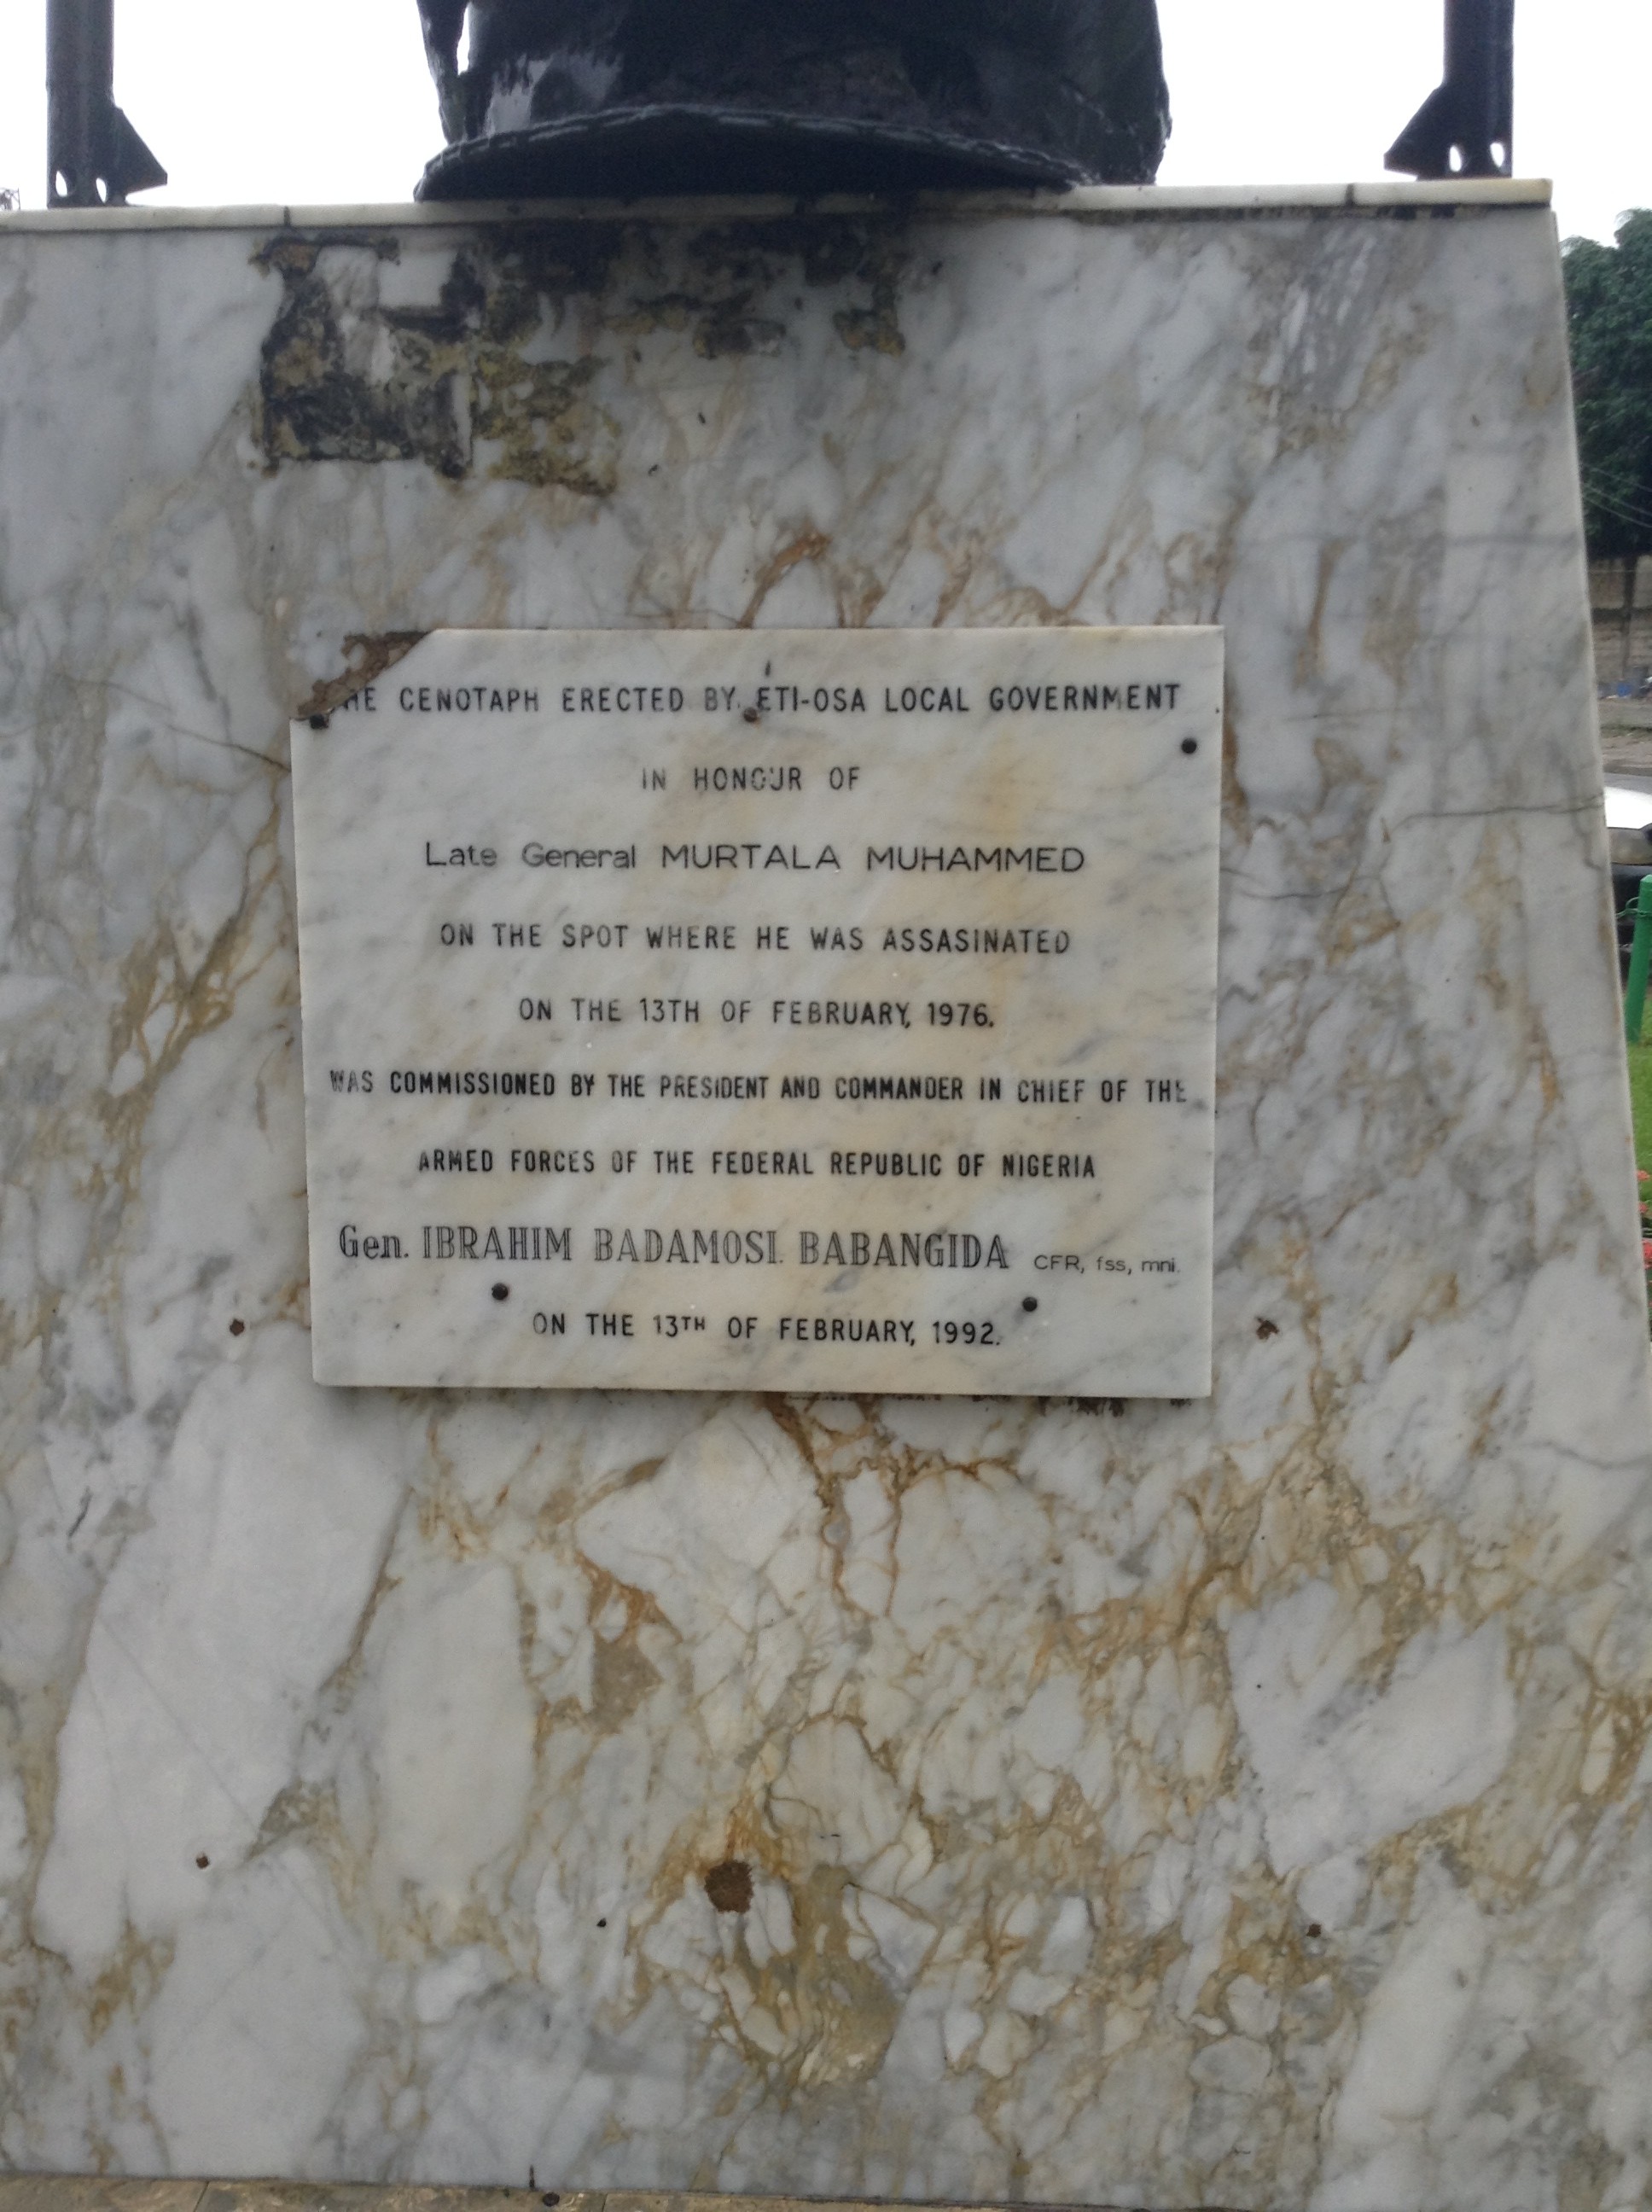 HE CENOTAPH ERECTED BY ETI-OSA LOCAL GOVERNMENT
IN HONOUR OF
Late General MURTALA MUHAMMED
ON THE SPOT WHERE HE WAS ASSASINATED
ON THE 13TH OF FEBRUARY, 1976.
WAS COMMISSIONED BY THE PRESIDENT AND COMMANDER IN CHIEF OF THE
ARMED FORCES OF THE FEDERAL REPUBLIC OF NIGERIA
Gen. IBRAHIM BADAMOSI. BABANGIDA CFR, fss, mni.
ON THE 13TH OF FEBRUARY, 1992.